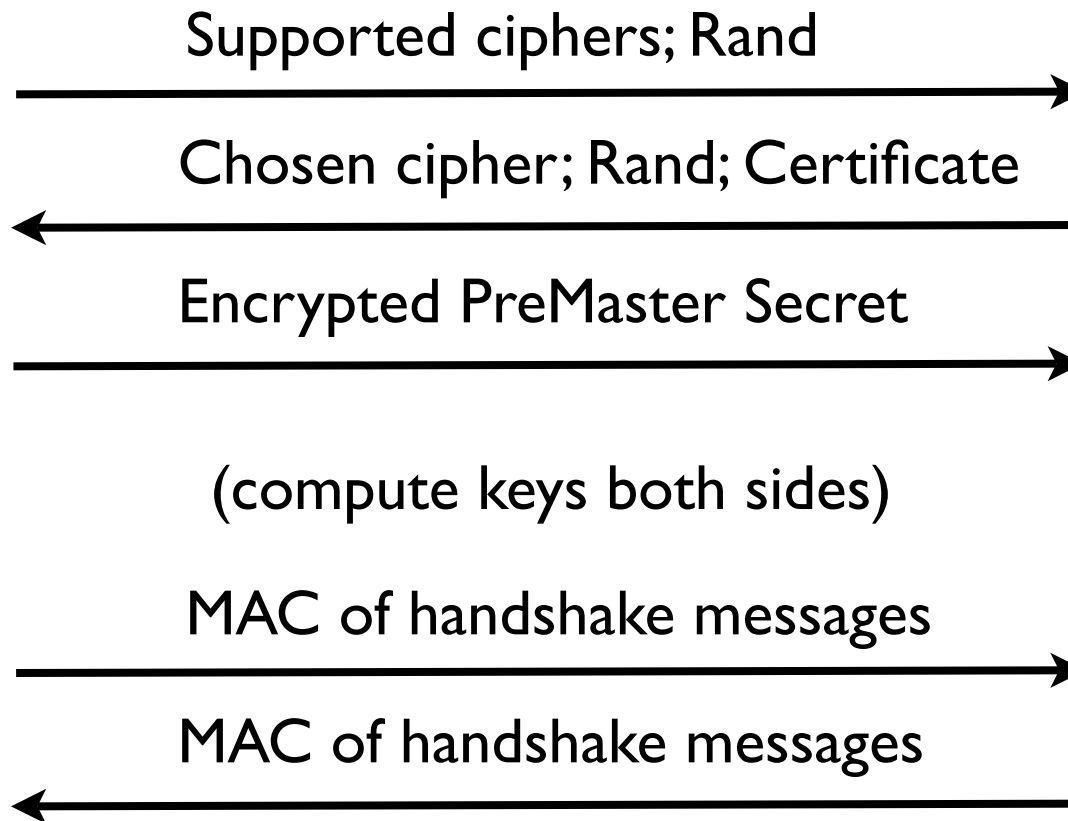 Supported ciphers; Rand
Chosen cipher; Rand; Certificate
Encrypted PreMaster Secret
(compute keys both sides)
MAC of handshake messages
MAC of handshake messages